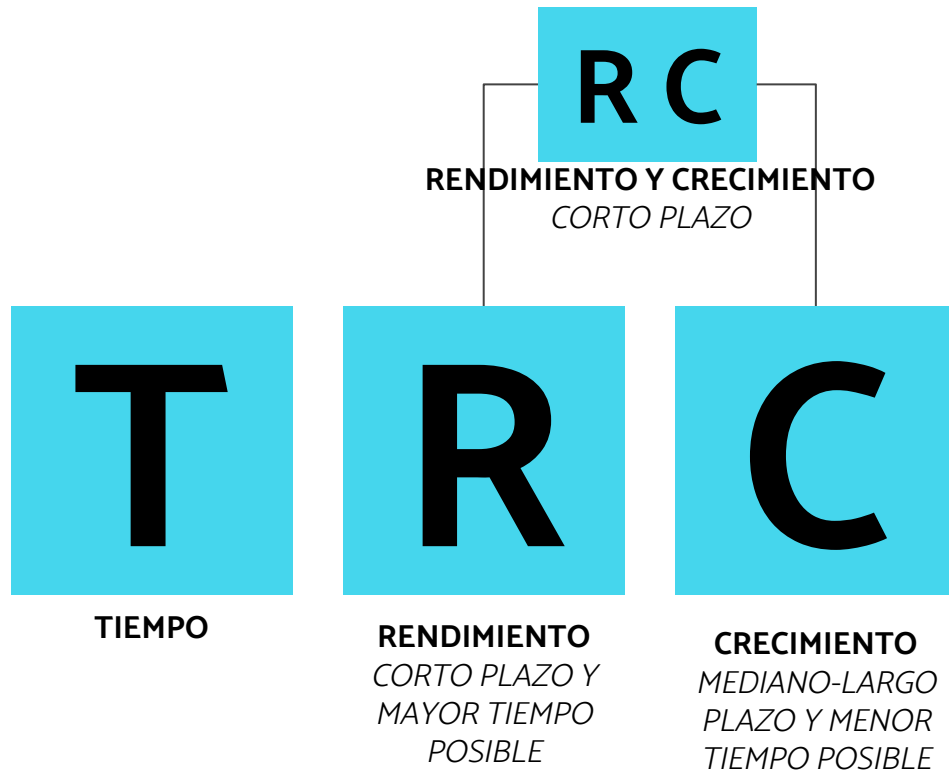 R C
RENDIMIENTO Y CRECIMIENTO
CORTO PLAZO
T
TIEMPO
R
RENDIMIENTO
CORTO PLAZO Y
MAYOR TIEMPO
POSIBLE
C
CRECIMIENTO
MEDIANO-LARGO
PLAZO Y MENOR
TIEMPO POSIBLE